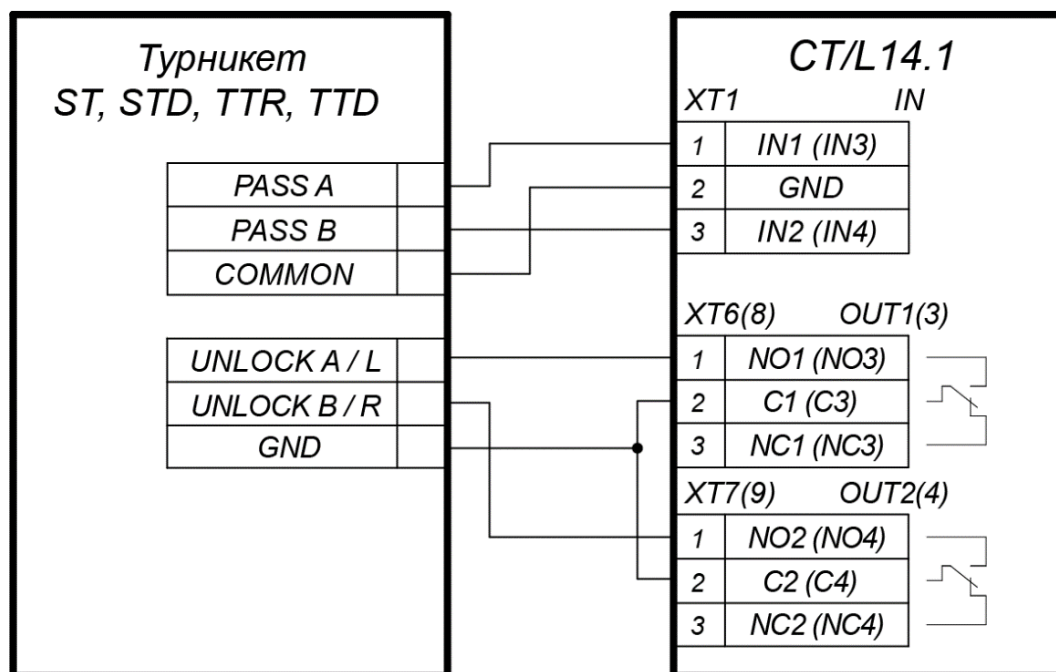 Турникет
ST, STD, TTR, TTD
PASS A
PASS B
COMMON
UNLOCK A / L
UNLOCK B / R
GND
CT/L14.1
XT1 IN
1 IN1 (IN3)
2 GND
3 IN2 (IN4)
XT6(8) OUT1(3)
1 NO1 (NO3)
2 C1 (C3)
3 NC1 (NC3)
XT7(9) OUT2(4)
1 NO2 (NO4)
2 C2 (C4)
3 NC2 (NC4)